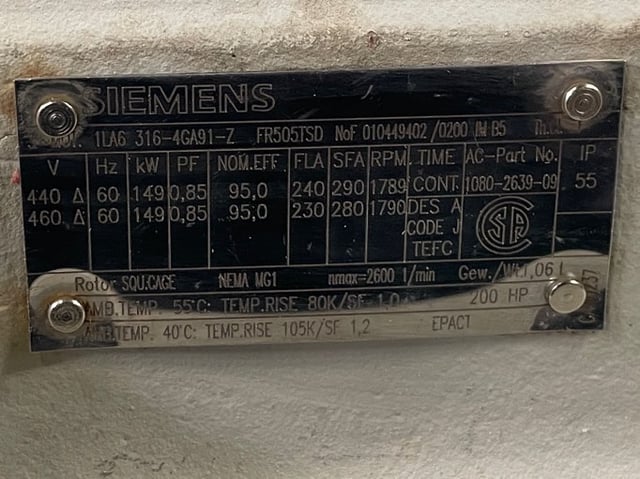 SIEMENS
1LA6 316-4GA91-Z FR505TSD NoF 010449402 /0200 IM B5
V Hz kW PF NOM.EFF FLA SFA RPM TIME AC-Part No. IP
440 Δ 60 149 0,85 95,0 240 290 1789 CONT. 1080-2639-09 55
460 Δ 60 149 0,85 95,0 230 280 1790 DES A
CODE J
TEFC
Rotor SQU.CAGE NEMA MG1 nmax=2600 1/min Gew./
AMB.TEMP. 55°C: TEMP.RISE 80K/SF 1,0 200 HP
TEMP. 40°C: TEMP.RISE 105K/SF 1,2 EPACT